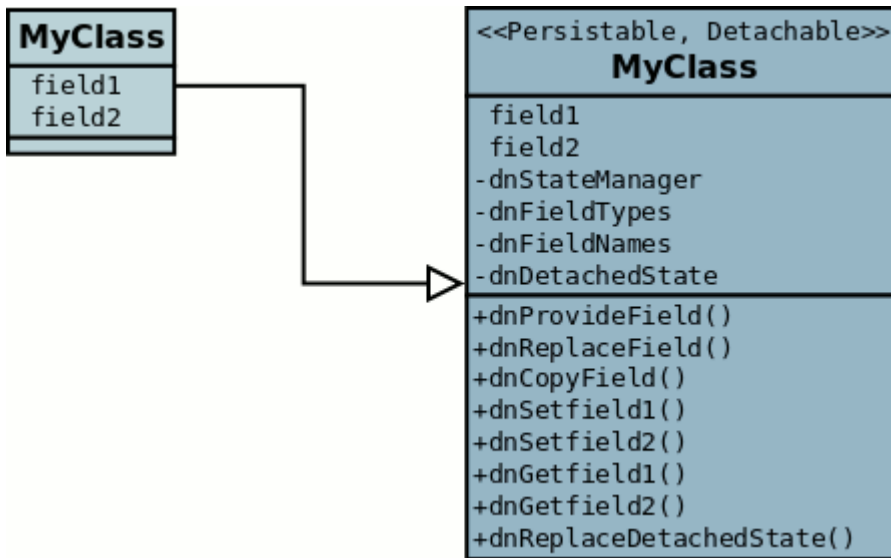 MyClass
field1
field2
<<Persistable, Detachable>>
MyClass
field1
field2
-dnStateManager
-dnFieldTypes
-dnFieldNames
-dnDetachedState
+dnProvideField()
+dnReplaceField()
+dnCopyField()
+dnSetfield1()
+dnSetfield2()
+dnGetfield1()
+dnGetfield2()
+dnReplaceDetachedState()